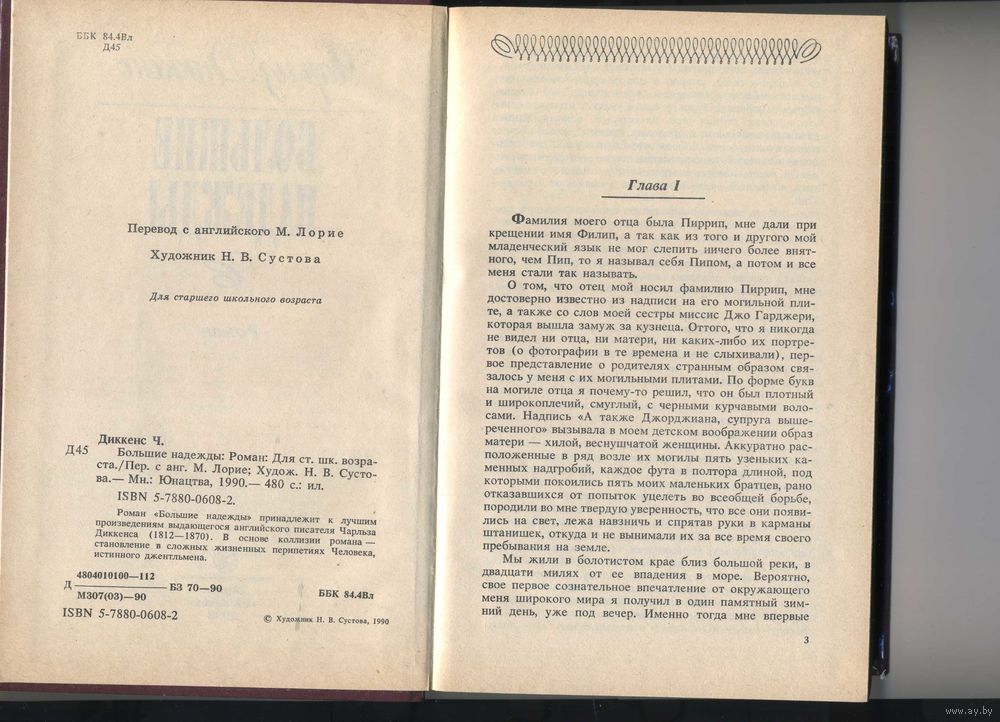 ББК 84.4Вл
Д45
Перевод с английского М. Лорие
Художник Н. В. Сустова
Для старшего школьного возраста
Диккенс Ч.
Д45
Большие надежды: Роман: Для ст. шк. возра-
ста./Пер. с анг. М. Лорие; Худож. Н. В. Сусто-
ва.— Мн.: Юнацтва, 1990.— 480 с.: ил.
ISBN 5-7880-0608-2.
Роман «Большие надежды» принадлежит к лучшим
произведениям выдающегося английского писателя Чарльза
Диккенса (1812—1870). В основе коллизии романа —
становление в сложных жизненных перипетиях Человека,
истинного джентльмена.
4804010100—112
Д БЗ 70—90
М307(03)—90
ББК 84.4Вл
ISBN 5-7880-0608-2
© Художник Н. В. Сустова, 1990
Глава I
Фамилия моего отца была Пиррип, мне дали при
крещении имя Филип, а так как из того и другого мой
младенческий язык не мог слепить ничего более внят-
ного, чем Пип, то я называл себя Пипом, а потом и все
меня стали так называть.
О том, что отец мой носил фамилию Пиррип, мне
достоверно известно из надписи на его могильной пли-
те, а также со слов моей сестры миссис Джо Гарджери,
которая вышла замуж за кузнеца. Оттого, что я никогда
не видел ни отца, ни матери, ни каких-либо их портре-
тов (о фотографии в те времена и не слыхивали), пер-
вое представление о родителях странным образом свя-
залось у меня с их могильными плитами. По форме букв
на могиле отца я почему-то решил, что он был плотный
и широкоплечий, смуглый, с черными курчавыми воло-
сами. Надпись «А также Джорджиана, супруга выше-
реченного» вызывала в моем детском воображении образ
матери — хилой, веснушчатой женщины. Аккуратно рас-
положенные в ряд возле их могилы пять узеньких ка-
менных надгробий, каждое фута в полтора длиной, под
которыми покоились пять моих маленьких братцев, рано
отказавшихся от попыток уцелеть во всеобщей борьбе,
породили во мне твердую уверенность, что все они появи-
лись на свет, лежа навзничь и спрятав руки в карманы
штанишек, откуда и не вынимали их за все время своего
пребывания на земле.
Мы жили в болотистом крае близ большой реки, в
двадцати милях от ее впадения в море. Вероятно,
свое первое сознательное впечатление от окружающего
меня широкого мира я получил в один памятный зим-
ний день, уже под вечер. Именно тогда мне впервые
3
www.ay.by